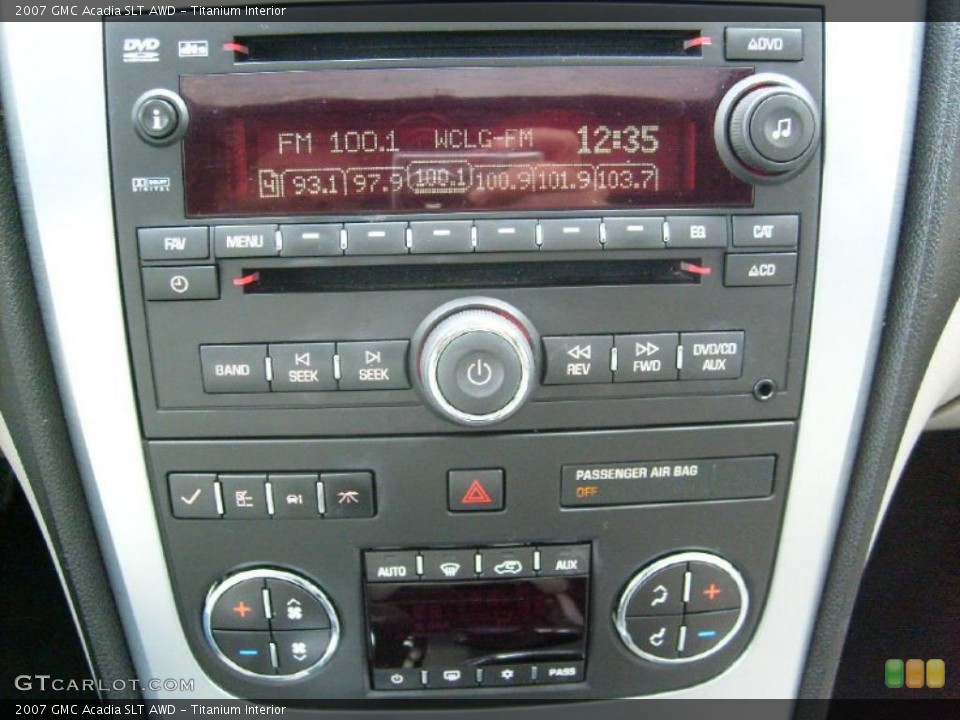 2007 GMC Acadia SLT AWD - Titanium Interior
DVD dts DVD
FM 100.1 WCLG-FM 12:35
DOLBY DIGITAL
4 93.1 97.9 100.1 100.9 101.9 103.7
FAV MENU EQ CAT
CD
BAND SEEK SEEK REV FWD DVD/CD AUX
PASSENGER AIR BAG
OFF
AUTO AUX
PASS
GTCARLOT.COM
2007 GMC Acadia SLT AWD - Titanium Interior